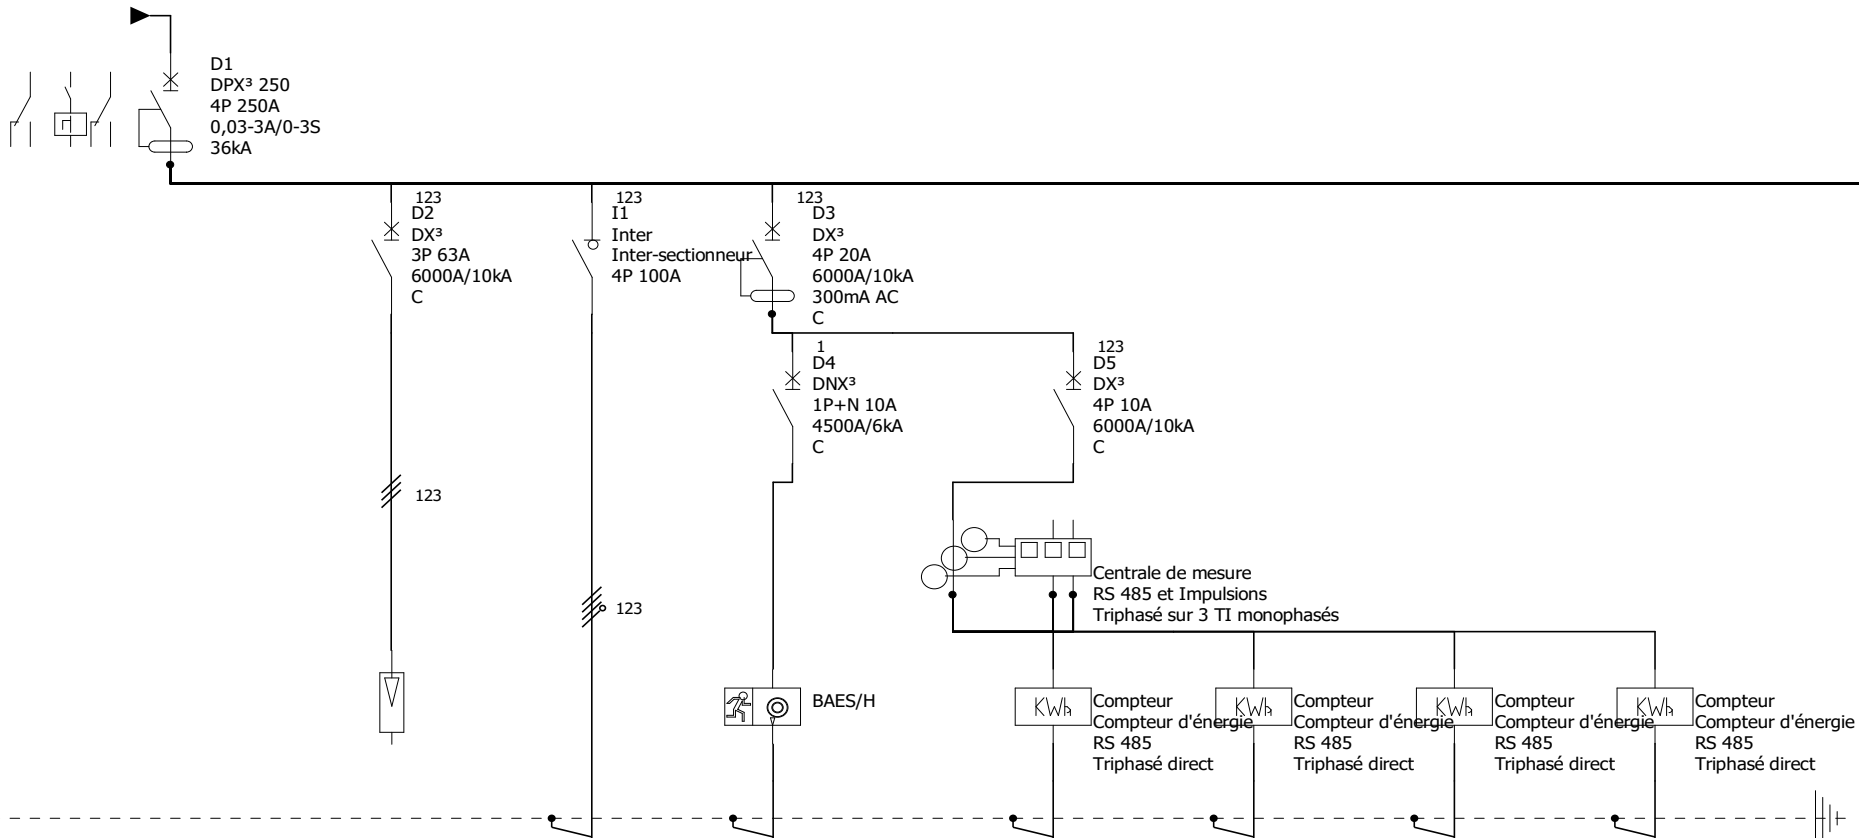 D1
DPX³ 250
4P 250A
0,03-3A/0-3S
36kA
123
D2
DX³
3P 63A
6000A/10kA
C
123
I1
Inter
Inter-sectionneur
4P 100A
123
D3
DX³
4P 20A
6000A/10kA
300mA AC
C
1
D4
DNX³
1P+N 10A
4500A/6kA
C
123
D5
DX³
4P 10A
6000A/10kA
C
123
123
Centrale de mesure
RS 485 et Impulsions
Triphasé sur 3 TI monophasés
BAES/H
KWh
Compteur
Compteur d'énergie
RS 485
Triphasé direct
KWh
Compteur
Compteur d'énergie
RS 485
Triphasé direct
KWh
Compteur
Compteur d'énergie
RS 485
Triphasé direct
KWh
Compteur
Compteur d'énergie
RS 485
Triphasé direct